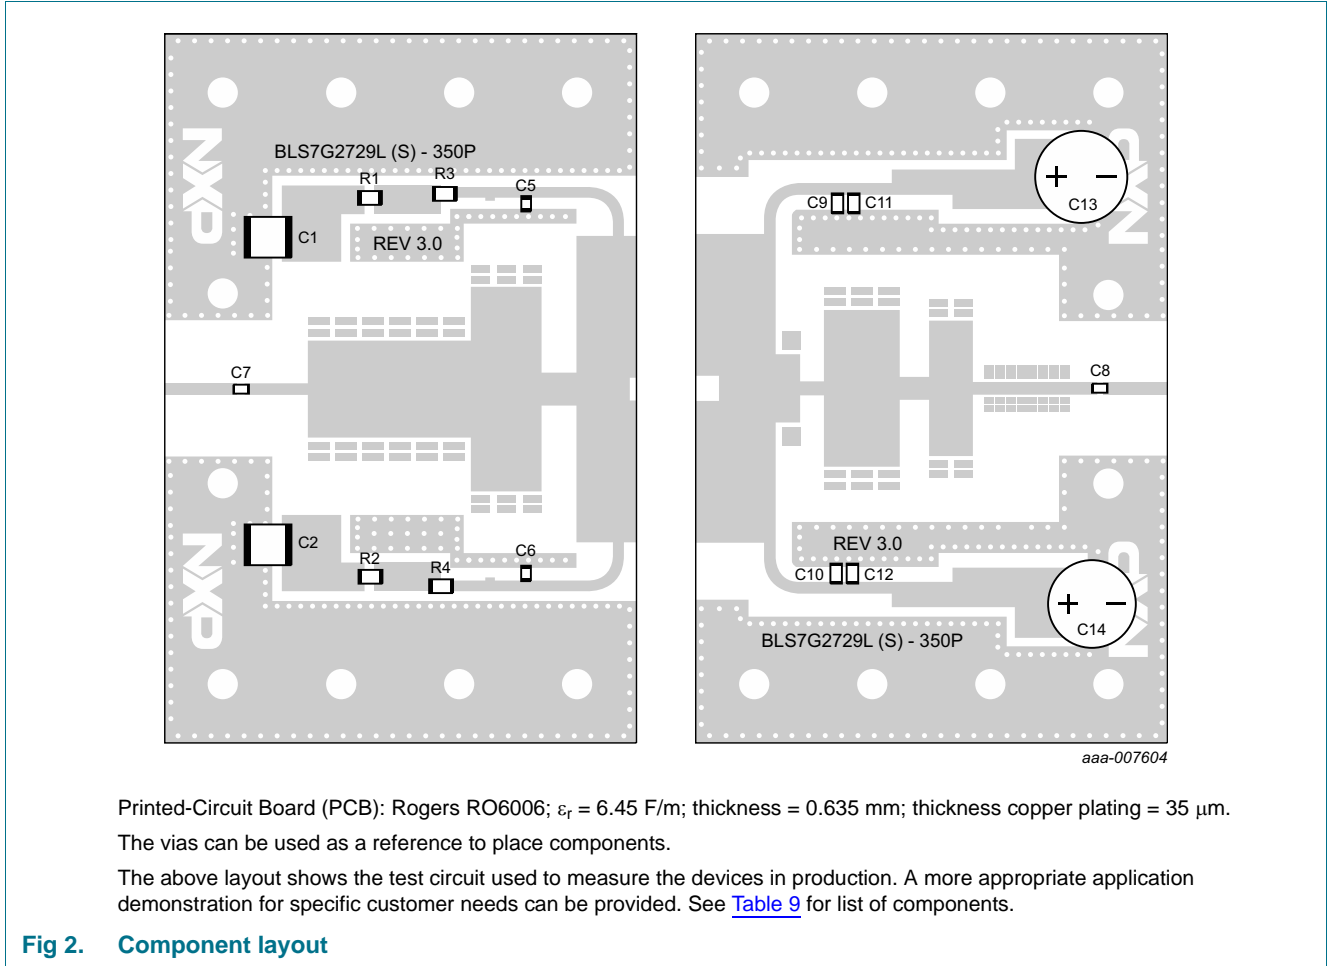 NXP
BLS7G2729L (S) - 350P
R1
R3
C5
C1
REV 3.0
C7
C2
R2
R4
C6
NXP
NXP
C13
C9
C11
C8
REV 3.0
C10
C12
C14
BLS7G2729L (S) - 350P
NXP
aaa-007604
Printed-Circuit Board (PCB): Rogers RO6006; εr = 6.45 F/m; thickness = 0.635 mm; thickness copper plating = 35 μm.
The vias can be used as a reference to place components.
The above layout shows the test circuit used to measure the devices in production. A more appropriate application
demonstration for specific customer needs can be provided. See Table 9 for list of components.
Fig 2. Component layout